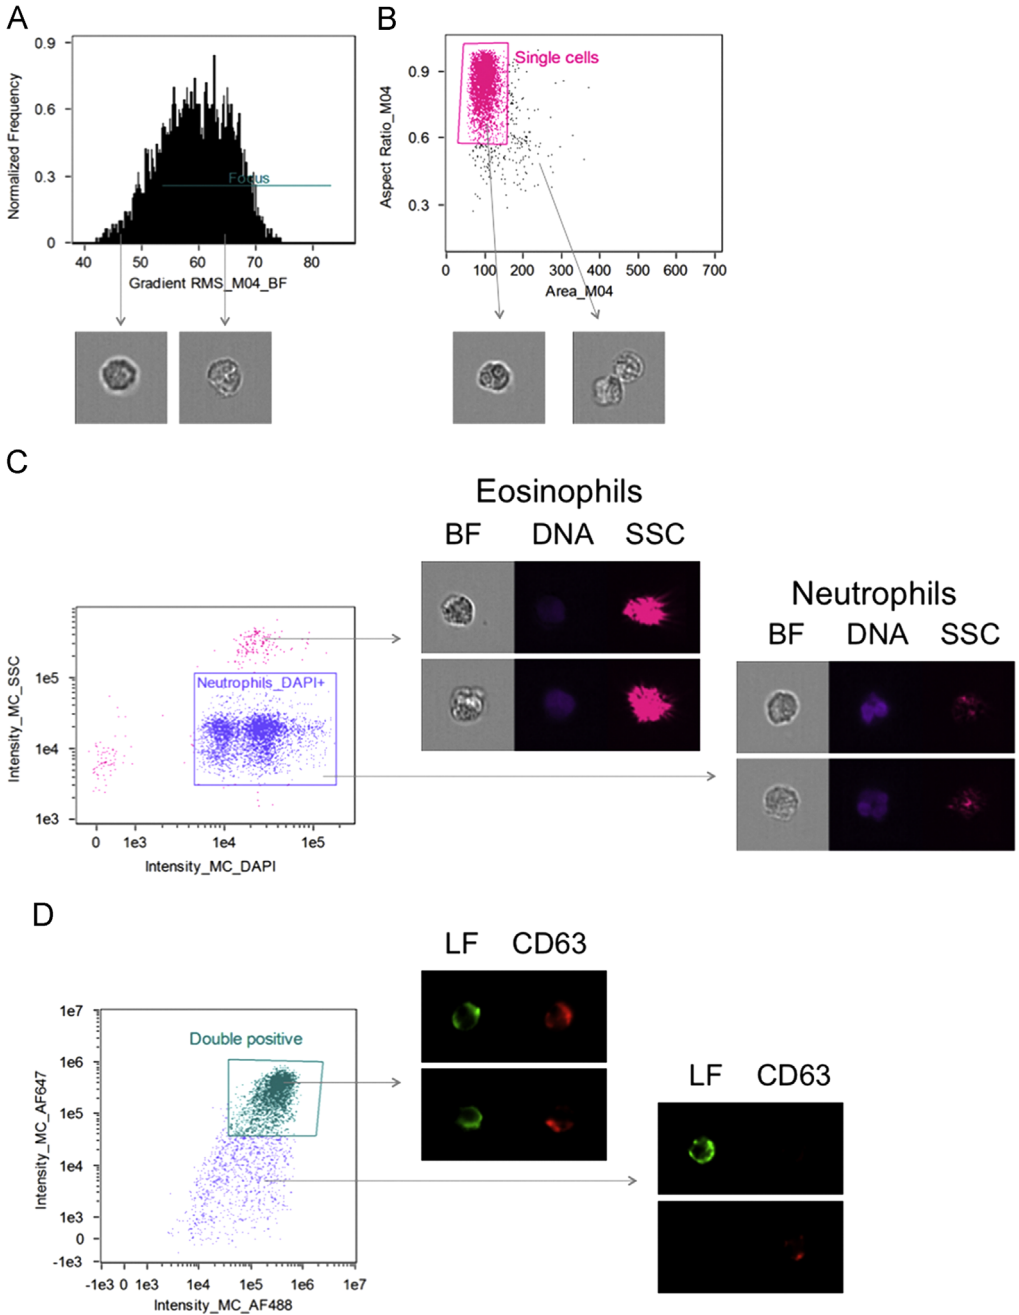 A
0.9
0.6
0.3
0
Normalized Frequency
Focus
40 50 60 70 80
Gradient RMS_M04_BF
B
0.9
0.6
0.3
Aspect Ratio_M04
Single cells
0 100 200 300 400 500 600 700
Area_M04
C
1e5
1e4
1e3
Intensity_MC_SSC
Neutrophils_DAPI+
0 1e3 1e4 1e5
Intensity_MC_DAPI
Eosinophils
BF DNA SSC
Neutrophils
BF DNA SSC
D
1e7
1e6
1e5
1e4
1e3
0
-1e3
Intensity_MC_AF647
Double positive
-1e3 0 1e3 1e4 1e5 1e6 1e7
Intensity_MC_AF488
LF CD63
LF CD63